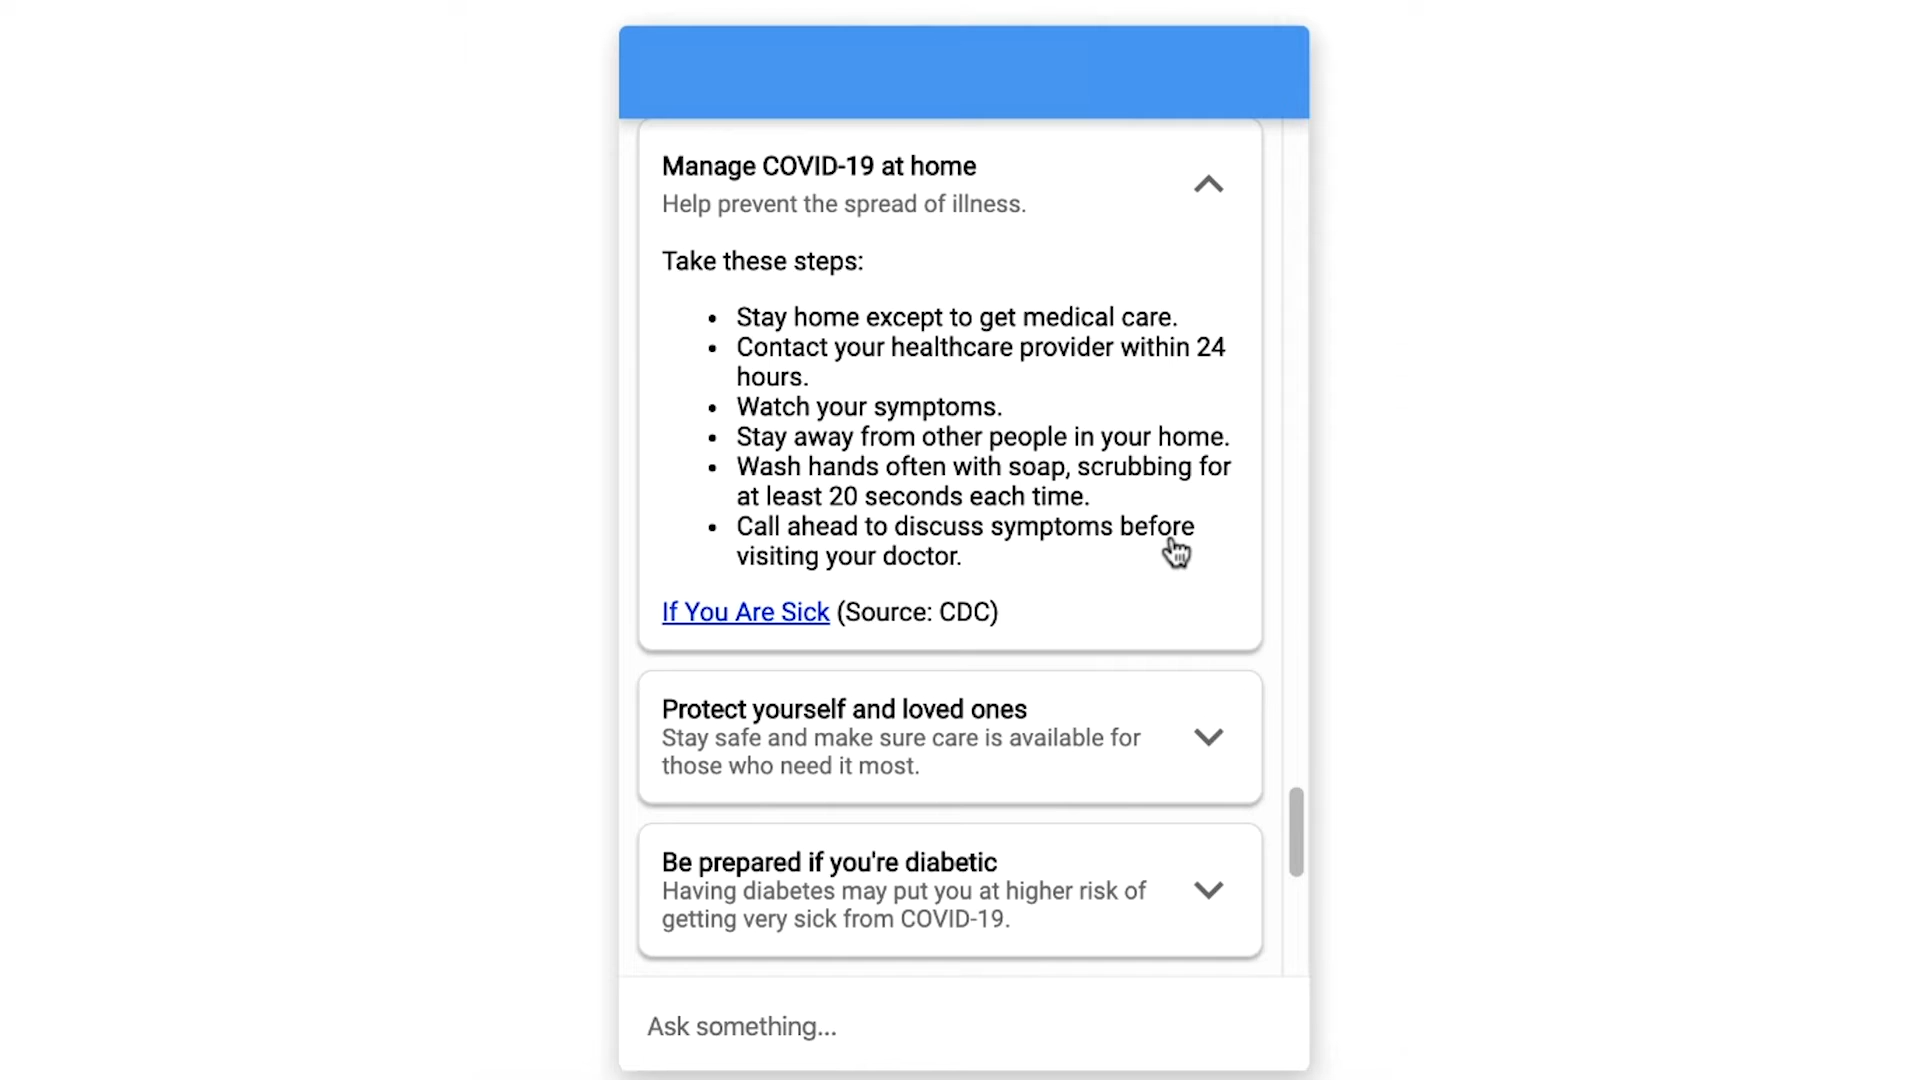 Manage COVID-19 at home
Help prevent the spread of illness.
Take these steps:
• Stay home except to get medical care.
• Contact your healthcare provider within 24
hours.
• Watch your symptoms.
• Stay away from other people in your home.
• Wash hands often with soap, scrubbing for
at least 20 seconds each time.
• Call ahead to discuss symptoms before
visiting your doctor.
If You Are Sick (Source: CDC)
Protect yourself and loved ones
Stay safe and make sure care is available for
those who need it most.
Be prepared if you're diabetic
Having diabetes may put you at higher risk of
getting very sick from COVID-19.
Ask something...